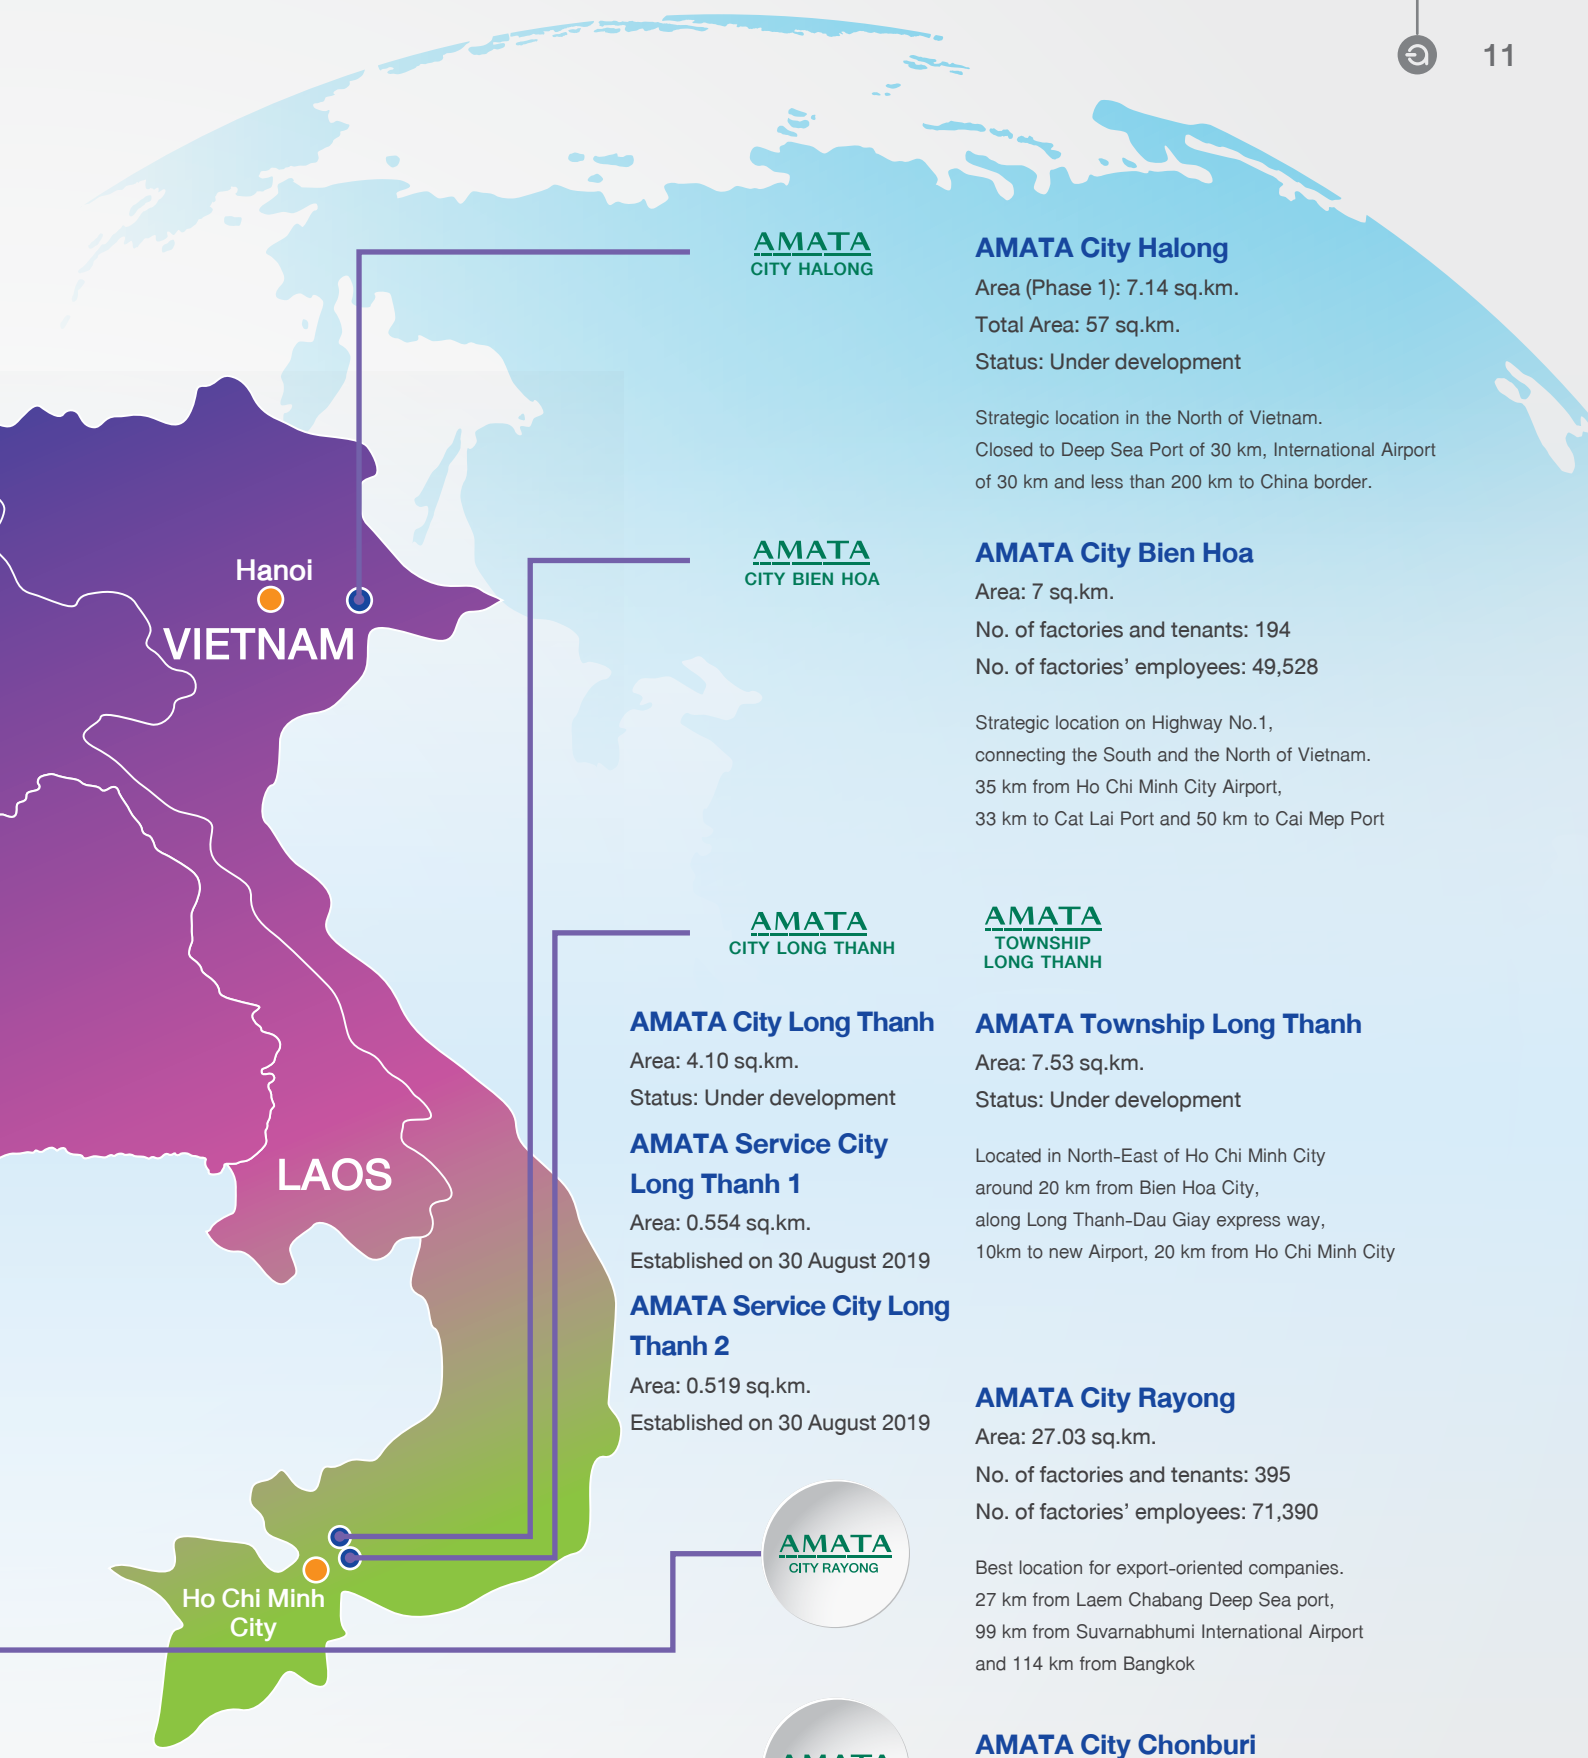 11
AMATA
CITY HALONG
AMATA City Halong
Area (Phase 1): 7.14 sq.km.
Total Area: 57 sq.km.
Status: Under development
Strategic location in the North of Vietnam.
Closed to Deep Sea Port of 30 km, International Airport
of 30 km and less than 200 km to China border.
Hanoi
VIETNAM
AMATA
CITY BIEN HOA
AMATA City Bien Hoa
Area: 7 sq.km.
No. of factories and tenants: 194
No. of factories’ employees: 49,528
Strategic location on Highway No.1,
connecting the South and the North of Vietnam.
35 km from Ho Chi Minh City Airport,
33 km to Cat Lai Port and 50 km to Cai Mep Port
AMATA
CITY LONG THANH
AMATA
TOWNSHIP
LONG THANH
AMATA City Long Thanh
Area: 4.10 sq.km.
Status: Under development
AMATA Service City
Long Thanh 1
Area: 0.554 sq.km.
Established on 30 August 2019
AMATA Service City Long
Thanh 2
Area: 0.519 sq.km.
Established on 30 August 2019
AMATA Township Long Thanh
Area: 7.53 sq.km.
Status: Under development
Located in North-East of Ho Chi Minh City
around 20 km from Bien Hoa City,
along Long Thanh-Dau Giay express way,
10km to new Airport, 20 km from Ho Chi Minh City
LAOS
Ho Chi Minh
City
AMATA
CITY RAYONG
AMATA City Rayong
Area: 27.03 sq.km.
No. of factories and tenants: 395
No. of factories’ employees: 71,390
Best location for export-oriented companies.
27 km from Laem Chabang Deep Sea port,
99 km from Suvarnabhumi International Airport
and 114 km from Bangkok
AMATA
AMATA City Chonburi